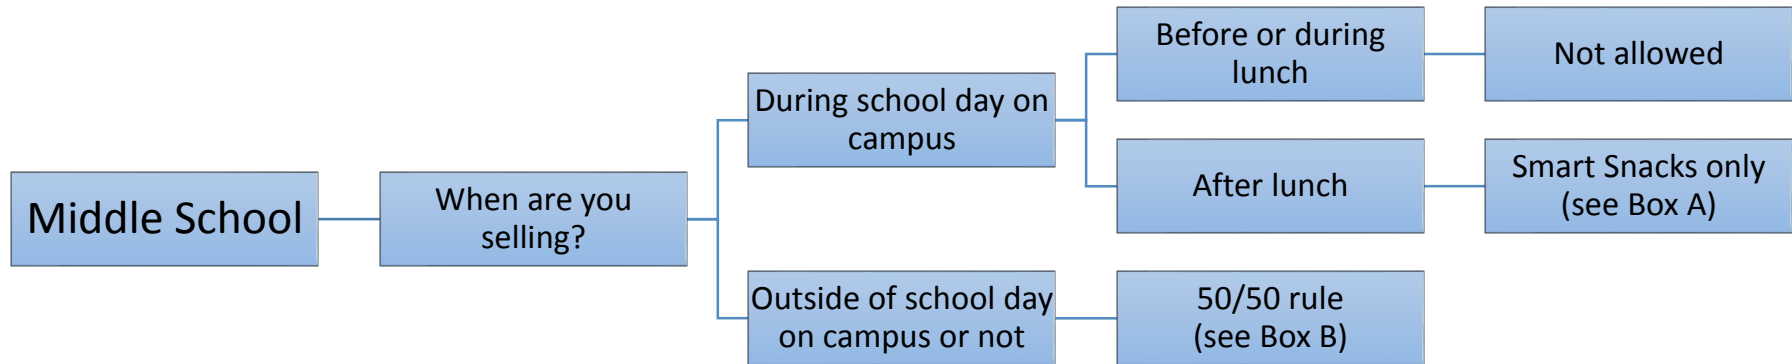 Middle School
When are you
selling?
During school day on
campus
Before or during
lunch
Not allowed
After lunch
Smart Snacks only
(see Box A)
Outside of school day
on campus or not
50/50 rule
(see Box B)